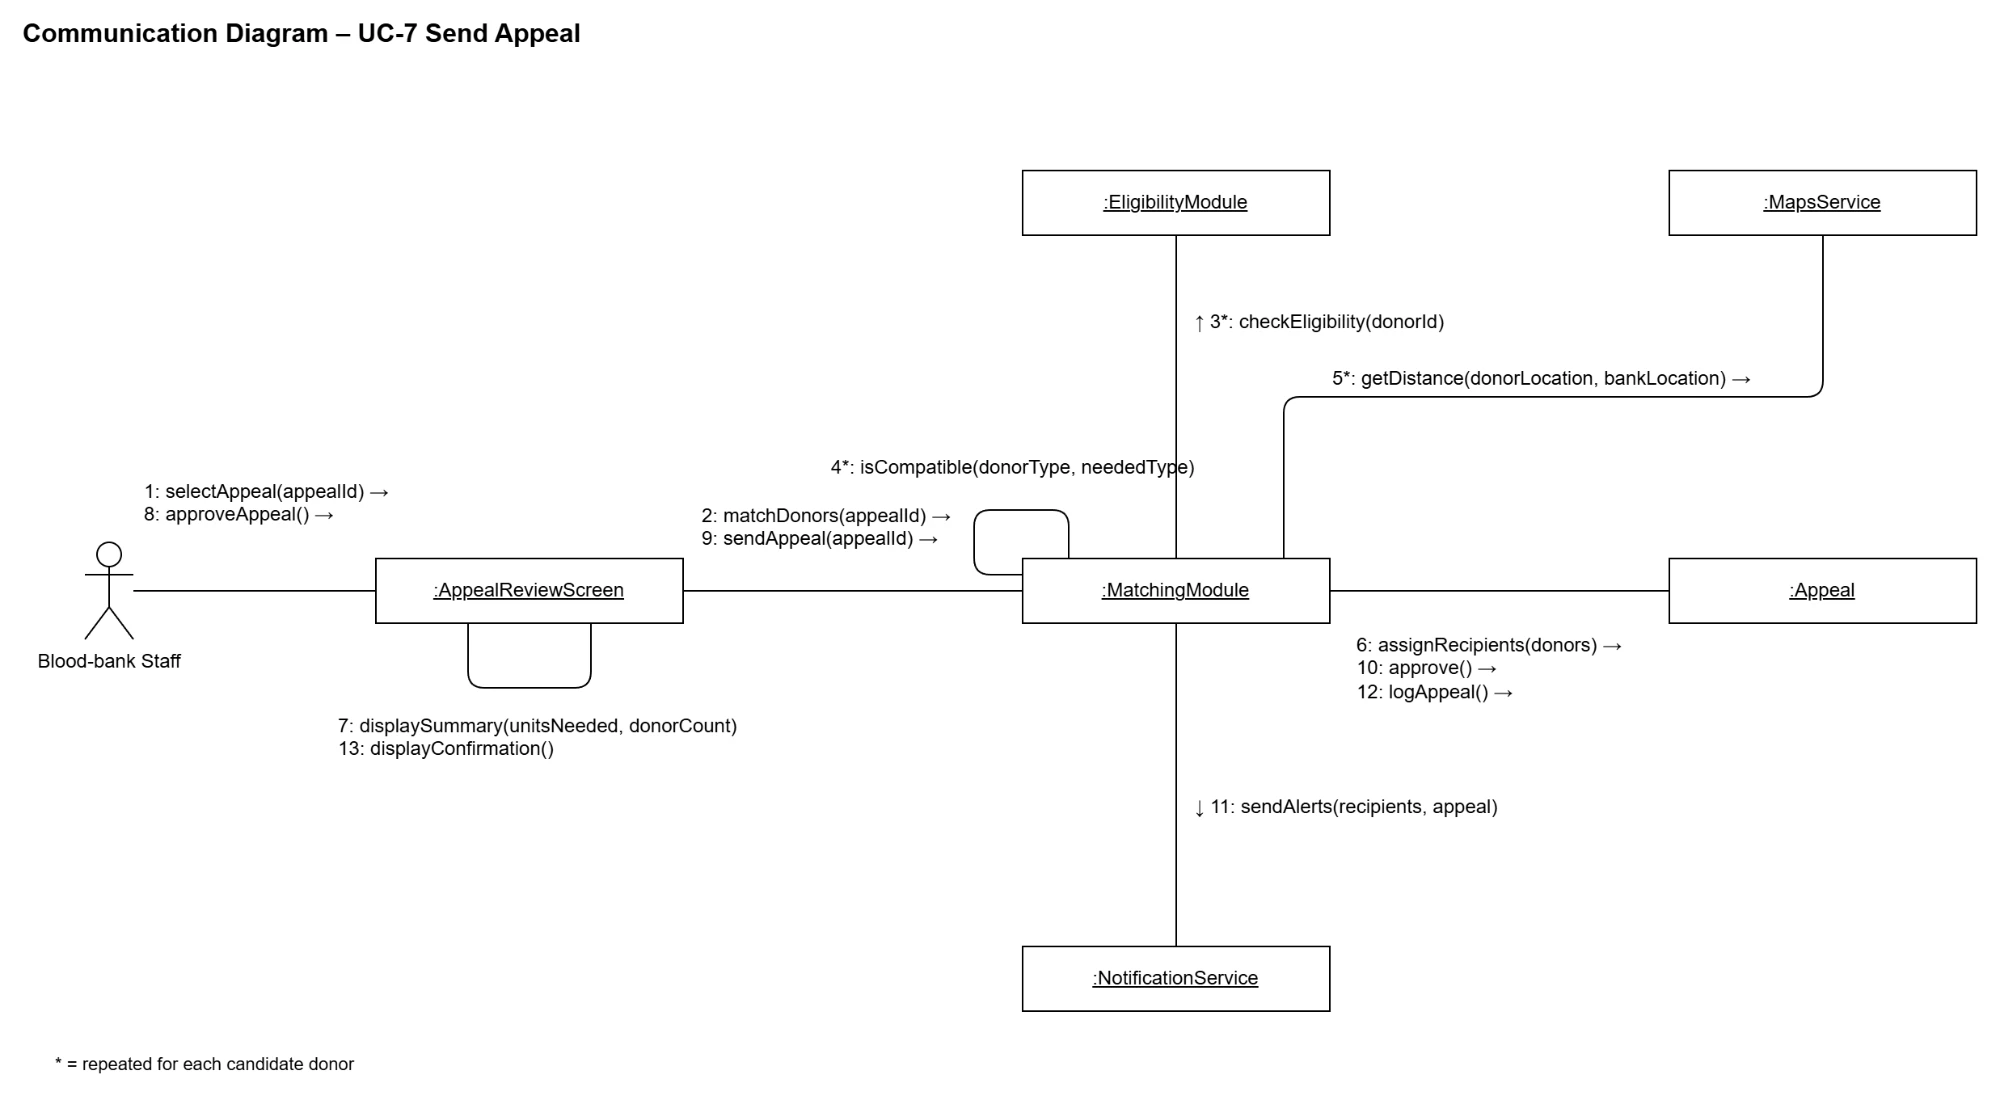 Communication Diagram – UC-7 Send Appeal
:EligibilityModule
:MapsService
↑ 3*: checkEligibility(donorId)
5*: getDistance(donorLocation, bankLocation) →
4*: isCompatible(donorType, neededType)
1: selectAppeal(appealId) →
8: approveAppeal() →
2: matchDonors(appealId) →
9: sendAppeal(appealId) →
:AppealReviewScreen
:MatchingModule
:Appeal
Blood-bank Staff
6: assignRecipients(donors) →
10: approve() →
12: logAppeal() →
7: displaySummary(unitsNeeded, donorCount)
13: displayConfirmation()
↓ 11: sendAlerts(recipients, appeal)
:NotificationService
* = repeated for each candidate donor